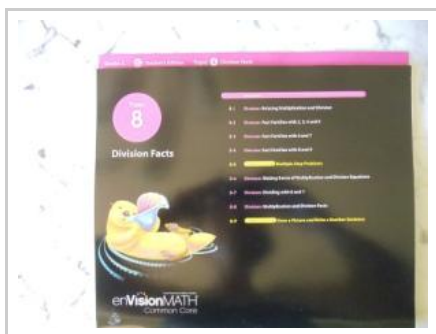 Topic 8 Division Facts
Topic
8
Division Facts
8-1 Division: Relating Multiplication and Division
8-2 Division: Fact Families with 2, 3, 4 and 5
8-3 Division: Fact Families with 6 and 7
8-4 Division: Fact Families with 8 and 9
8-5 Multiple-Step Problems
8-6 Division: Making Sense of Multiplication and Division Equations
8-7 Division: Dividing with 0 and 1
8-8 Division: Multiplication and Division Facts
8-9 Draw a Picture and Write a Number Sentence
enVisionMATH
Common Core